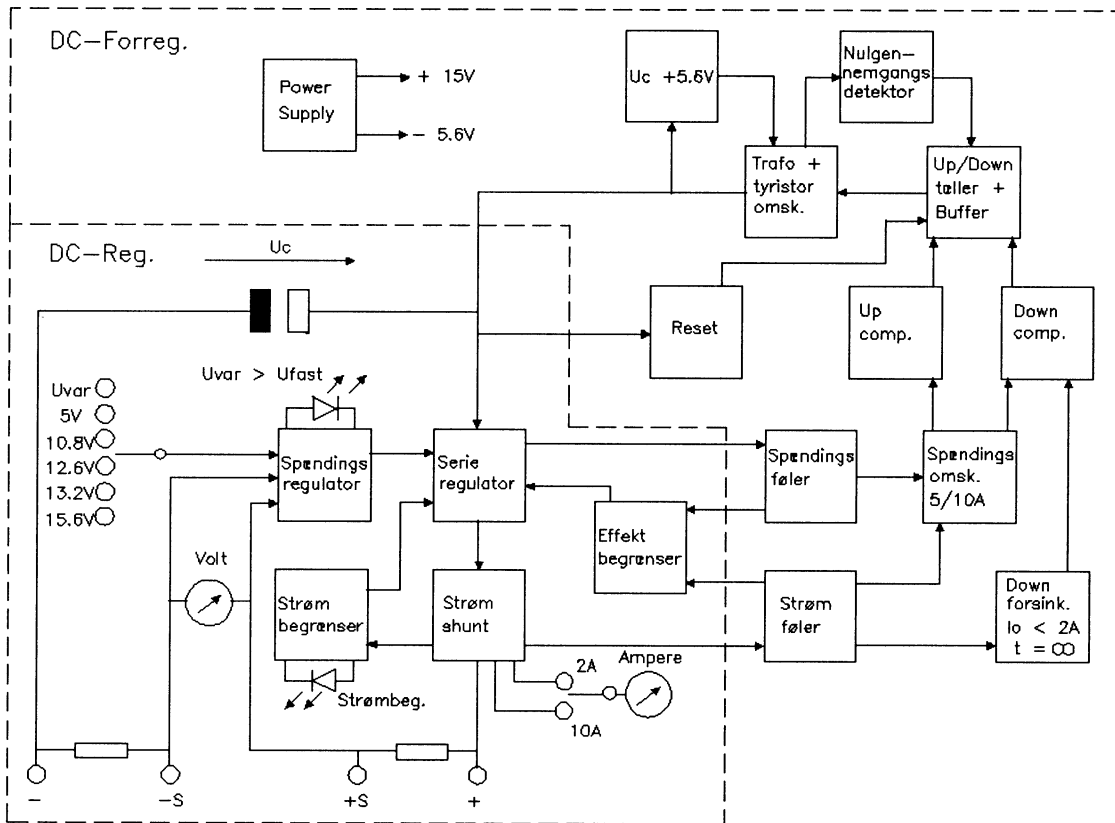 DC-Forreg.
Power
Supply
+ 15V
- 5.6V
Uc +5.6V
Nulgen-
nemgangs
detektor
Trafo +
tyristor
omsk.
Up/Down
tæller +
Buffer
DC-Reg.
Uc
Reset
Up
comp.
Down
comp.
Uvar > Ufast
Uvar
5V
10.8V
12.6V
13.2V
15.6V
Spændings
regulator
Serie
regulator
Spændings
føler
Spændings
omsk.
5/10A
Effekt
begrænser
Volt
Strøm
begrænser
Strøm
shunt
Strøm
føler
Down
forsink.
Io < 2A
t = ∞
Strømbeg.
2A
10A
Ampere
-
-S
+S
+